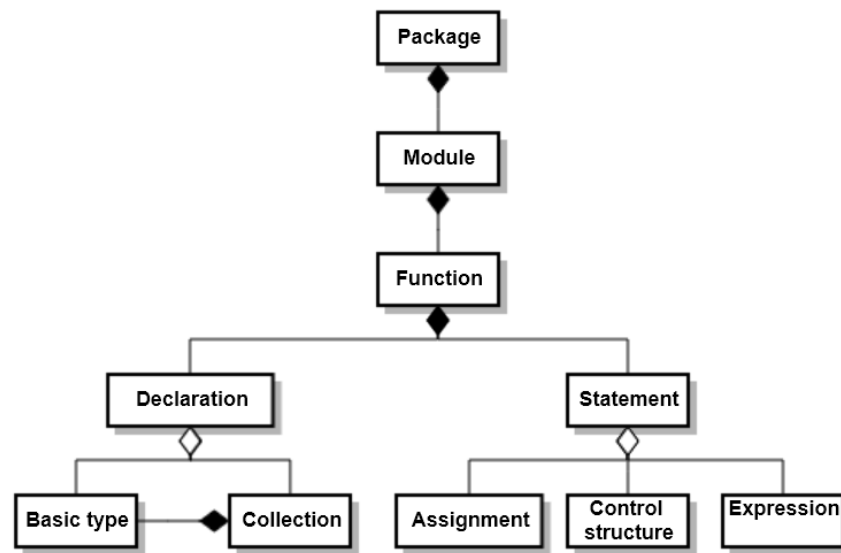 Package
Module
Function
Declaration
Statement
Basic type
Collection
Assignment
Control
structure
Expression